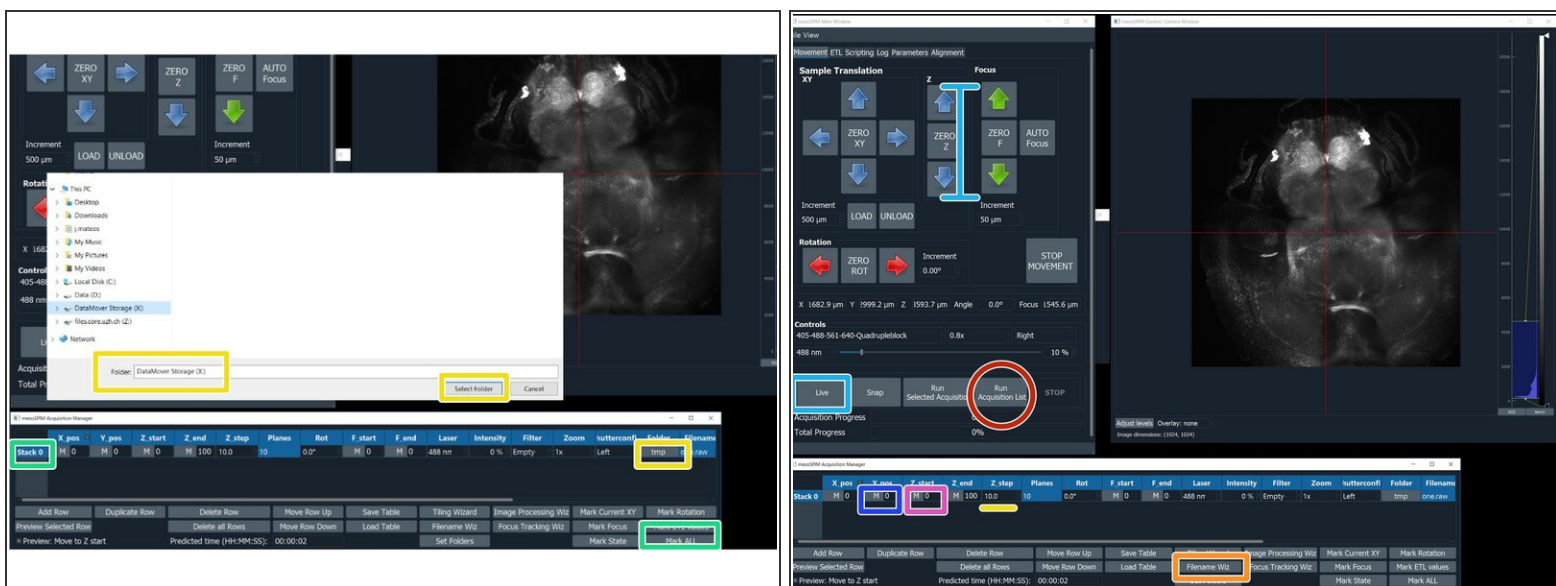 ZERO XY
ZERO Z
ZERO F
AUTO Focus
Increment
Increment
500 µm
LOAD
UNLOAD
50 µm
This PC
Desktop
Downloads
j.mateos
My Music
My Pictures
My Videos
Local Disk (C:)
Data (D:)
DataMover Storage (X:)
files.core.uzh.ch (Z:)
Network
Folder:
DataMover Storage (X:)
Select Folder
Cancel
mesoSPIM Acquisition Manager
X_pos Y_pos Z_start Z_end Z_step Planes Rot F_start F_end Laser Intensity Filter Zoom hutterconfi Folder Filename
Stack 0 M 0 M 0 M 0 M 100 10.0 10 0.0° M 0 M 0 488 nm 0 % Empty 1x Left tmp one.raw
Add Row Duplicate Row Delete Row Move Row Up Save Table Tiling Wizard Image Processing Wiz Mark Current XY Mark Rotation
Preview Selected Row Delete all Rows Move Row Down Load Table Filename Wiz Focus Tracking Wiz Mark Focus
Preview: Move to Z start Predicted time (HH:MM:SS): 00:00:02 Set Folders Mark State Mark ALL
mesoSPIM Main Window
File View
Movement ETL Scripting Log Parameters Alignment
Sample Translation
XY
Z
Focus
ZERO XY
ZERO Z
ZERO F
AUTO Focus
Increment
Increment
500 µm
LOAD
UNLOAD
50 µm
Rotation
ZERO ROT
Increment
0.00°
STOP MOVEMENT
Angle 0.0° Focus
Controls
405-488-561-640-Quadrupleblock 0.8x Right
488 nm 10 %
Live
Snap
Run Selected Acquisitio
Run Acquisition List
STOP
Acquisition Progress
Total Progress 0%
mesoSPIM-Control Camera Window
Adjust levels Overlay: none
Image dimensions: (1024, 1024)
mesoSPIM Acquisition Manager
X_pos Y_pos Z_start Z_end Z_step Planes Rot F_start F_end Laser Intensity Filter Zoom hutterconfi Folder Filename
Stack 0 M 0 M 0 M 0 M 100 10.0 10 0.0° M 0 M 0 488 nm 0 % Empty 1x Left tmp one.raw
Add Row Duplicate Row Delete Row Move Row Up Save Table Image Processing Wiz Mark Current XY Mark Rotation
Preview Selected Row Delete all Rows Move Row Down Load Table Filename Wiz Focus Tracking Wiz Mark Focus Mark ETL values
Preview: Move to Z start Predicted time (HH:MM:SS): 00:00:02 Mark State Mark ALL